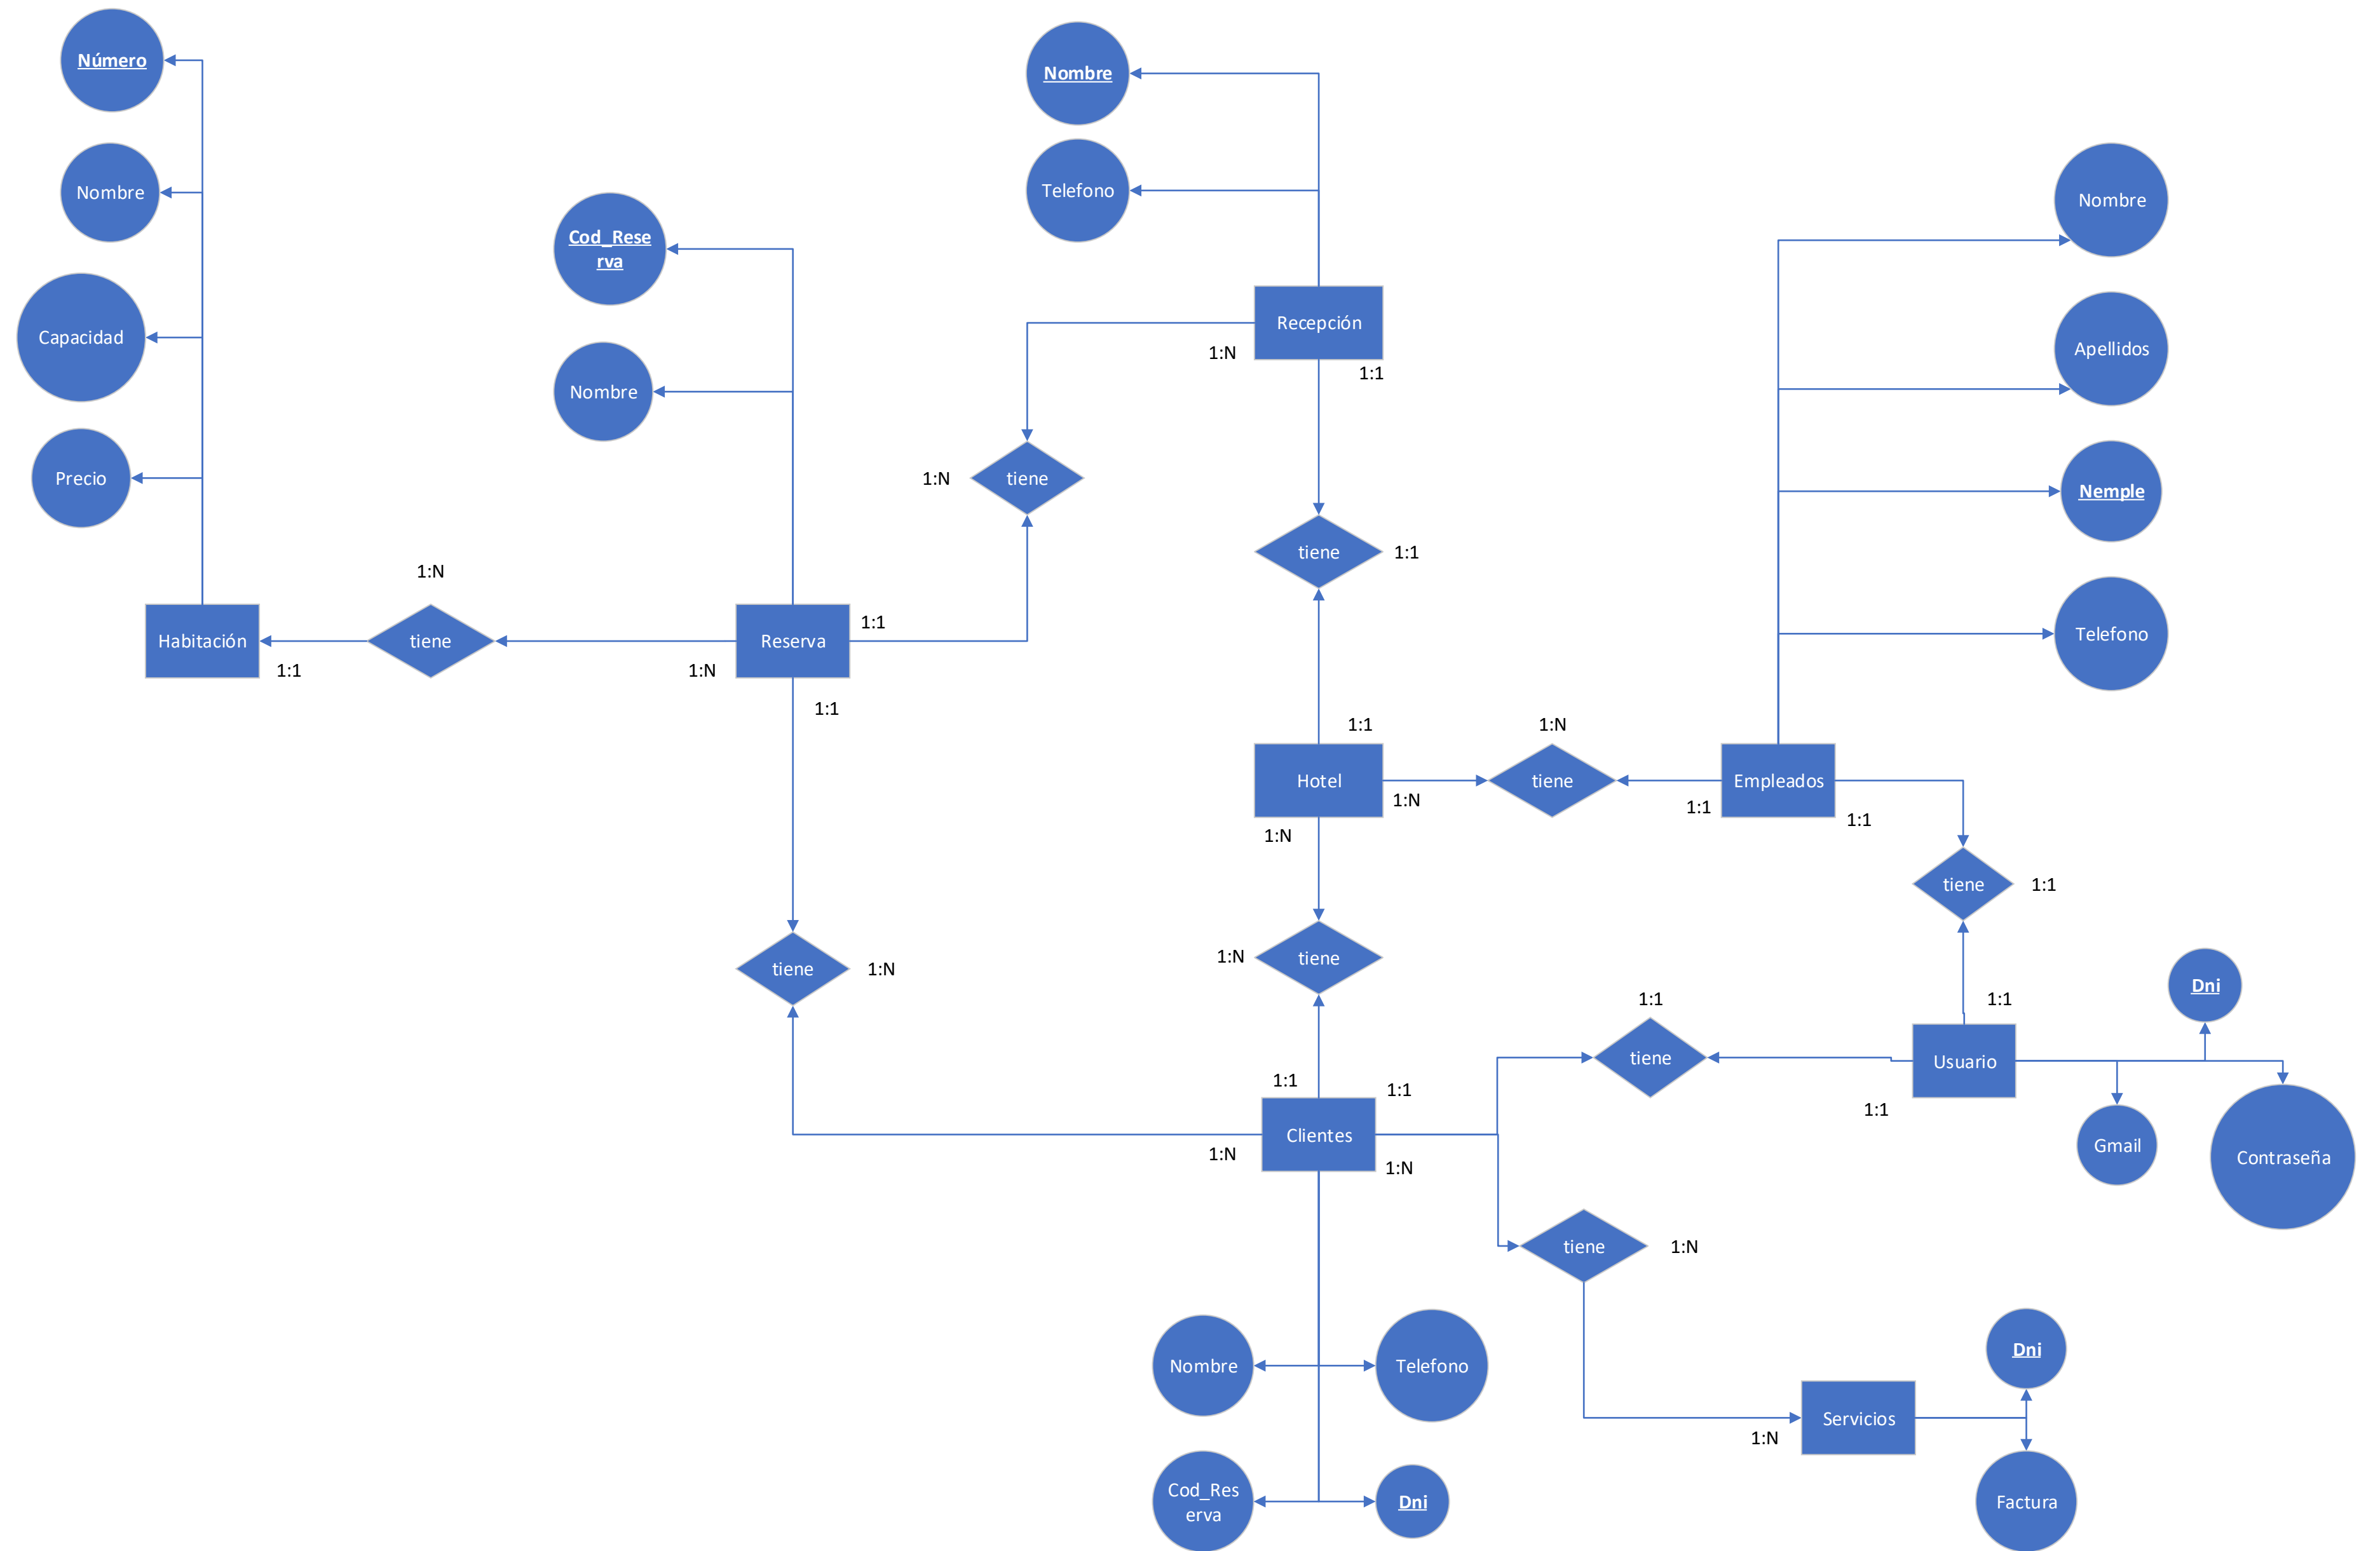 Número
Nombre
Nombre
Telefono
Nombre
Cod_Rese
rva
Capacidad
Nombre
Recepción
1:N
1:1
Apellidos
Precio
1:N
tiene
Nemple
1:N
tiene
1:1
Habitación
1:1
tiene
1:N
Reserva
1:1
1:1
Telefono
1:1
1:N
Hotel
1:N
1:N
tiene
1:1
Empleados
1:1
tiene
1:1
tiene
1:N
1:N
tiene
1:1
tiene
1:1
Usuario
1:1
Dni
Gmail
Contraseña
1:1
1:1
Clientes
1:N
1:N
tiene
1:N
Nombre
Telefono
Cod_Res
erva
Dni
Servicios
1:N
Dni
Factura